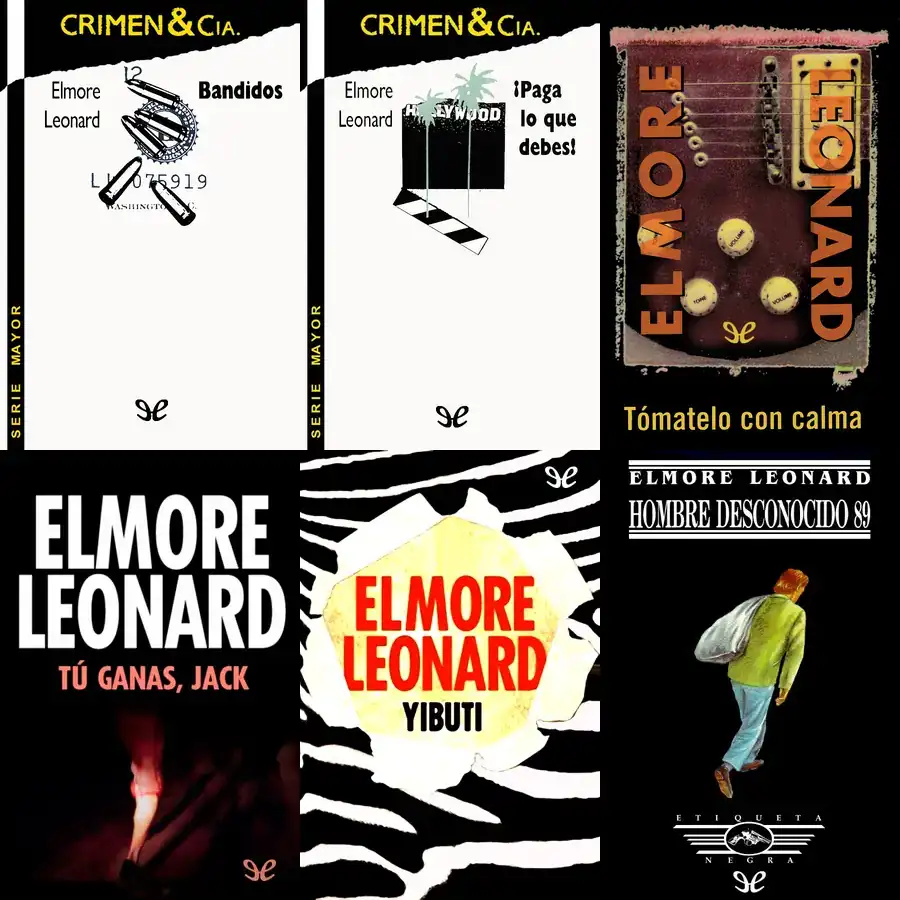 CRIMEN & CIA.
Elmore
Leonard
Bandidos
12
L 075919
WASHINGTON, D.C.
SERIE MAYOR
CRIMEN & CIA.
Elmore
Leonard
¡Paga
lo que
debes!
HOLLYWOOD
SERIE MAYOR
ELMORE
LEONARD
VOLUME
TONE
VOLUME
Tómatelo con calma
ELMORE
LEONARD
TÚ GANAS, JACK
ELMORE
LEONARD
YIBUTI
ELMORE LEONARD
HOMBRE DESCONOCIDO 89
ETIQUETA
NEGRA